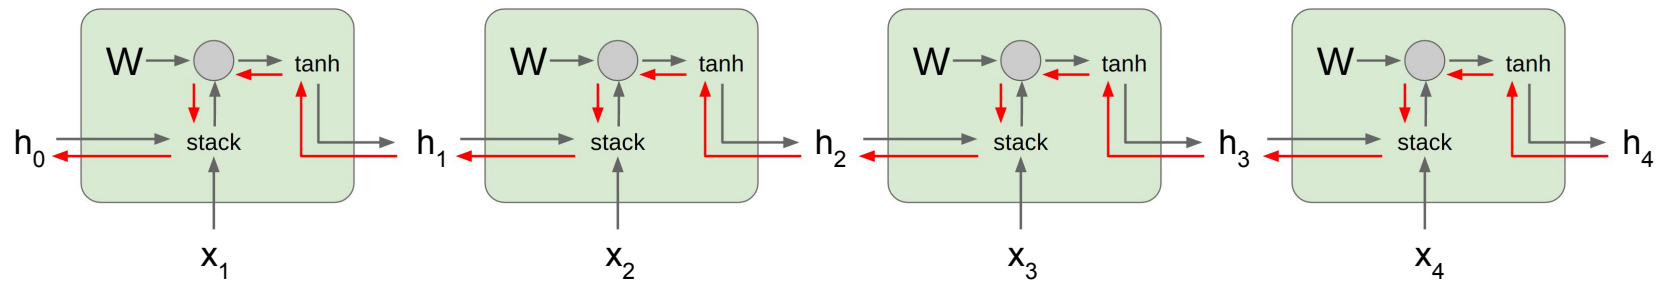 W tanh W tanh W tanh W tanh
h0 stack h1 stack h2 stack h3 stack h4
x1 x2 x3 x4